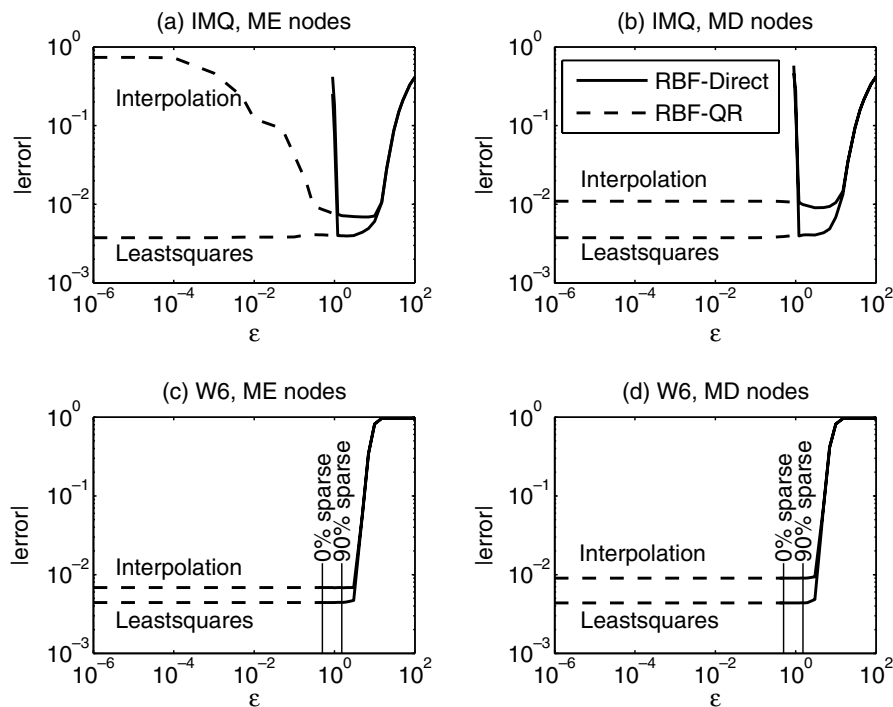 (a) IMQ, ME nodes
10^0
10^−1
10^−2
10^−3
|error|
Interpolation
Leastsquares
10^−6
10^−4
10^−2
10^0
10^2
ε
(b) IMQ, MD nodes
10^0
10^−1
10^−2
10^−3
|error|
RBF−Direct
RBF−QR
Interpolation
Leastsquares
10^−6
10^−4
10^−2
10^0
10^2
ε
(c) W6, ME nodes
10^0
10^−1
10^−2
10^−3
|error|
0% sparse
90% sparse
Interpolation
Leastsquares
10^−6
10^−4
10^−2
10^0
10^2
ε
(d) W6, MD nodes
10^0
10^−1
10^−2
10^−3
|error|
0% sparse
90% sparse
Interpolation
Leastsquares
10^−6
10^−4
10^−2
10^0
10^2
ε